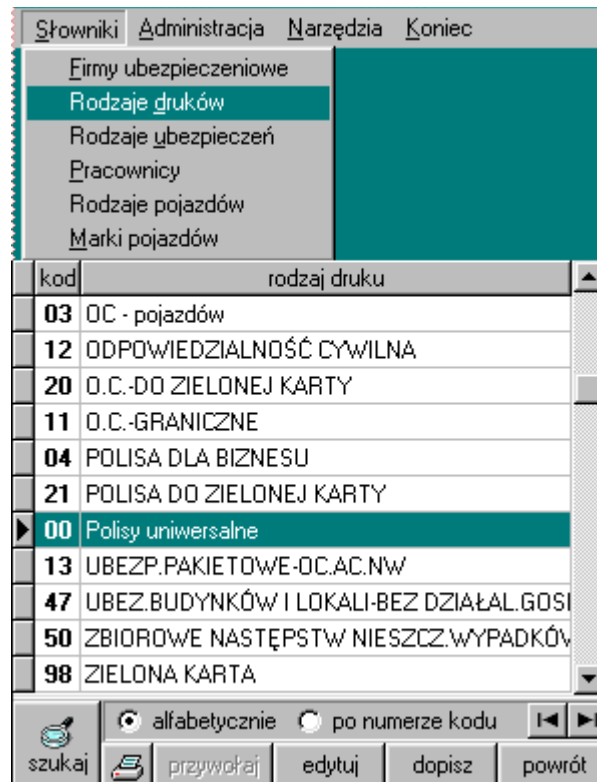 Słowniki Administracja Narzędzia Koniec
Firmy ubezpieczeniowe
Rodzaje druków
Rodzaje ubezpieczeń
Pracownicy
Rodzaje pojazdów
Marki pojazdów
kod rodzaj druku
03 OC - pojazdów
12 ODPOWIEDZIALNOŚĆ CYWILNA
20 O.C.-DO ZIELONEJ KARTY
11 O.C.-GRANICZNE
04 POLISA DLA BIZNESU
21 POLISA DO ZIELONEJ KARTY
00 Polisy uniwersalne
13 UBEZP.PAKIETOWE-OC.AC.NW
47 UBEZ.BUDYNKÓW I LOKALI-BEZ DZIAŁAL.GOSI
50 ZBIOROWE NASTĘPSTW NIESZCZ.WYPADKÓW
98 ZIELONA KARTA
alfabetycznie po numerze kodu
szukaj przywołaj edytuj dopisz powrót